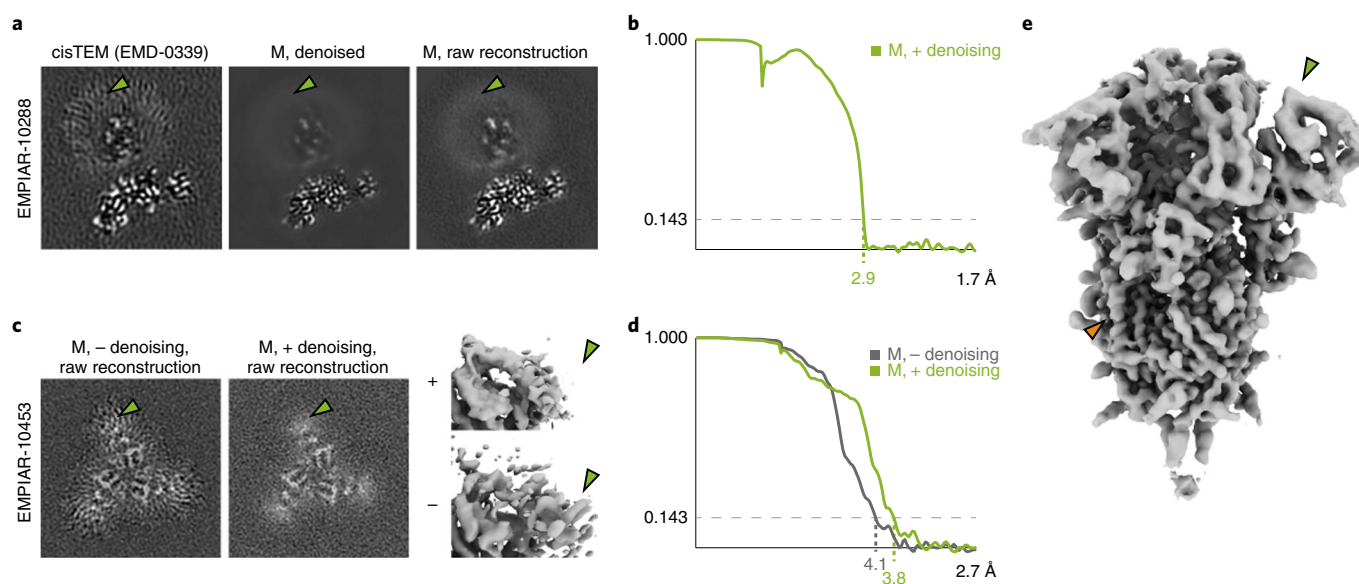 a
cisTEM (EMD-0339)
M, denoised
M, raw reconstruction
EMPIAR-10288
b
1.000
M, + denoising
0.143
2.9
1.7 Å
c
M, – denoising,
raw reconstruction
M, + denoising,
raw reconstruction
EMPIAR-10453
+
–
d
1.000
M, – denoising
M, + denoising
0.143
4.1
3.8
2.7 Å
e